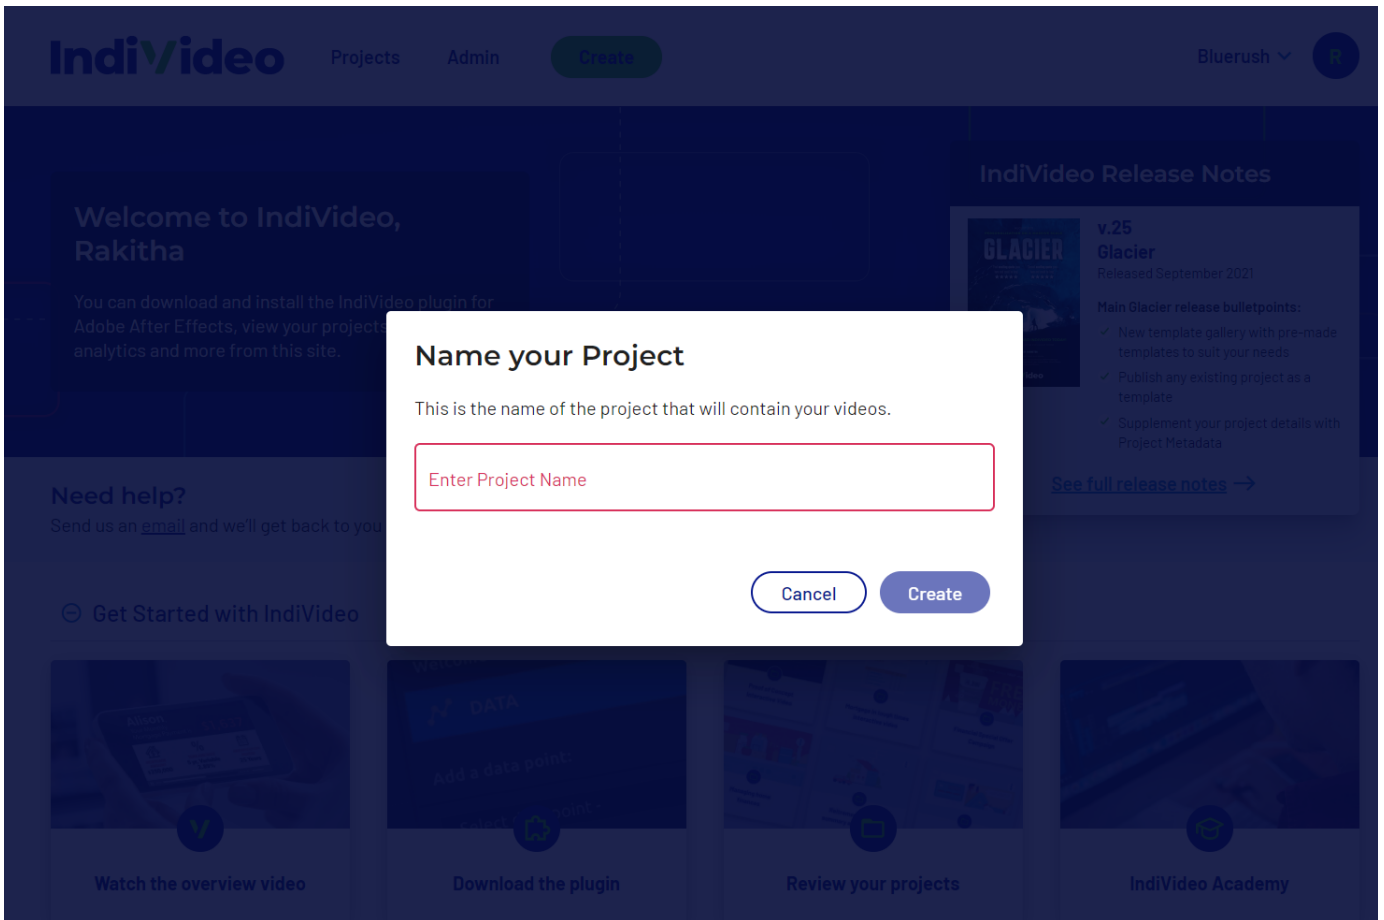 IndiVideo
Projects
Admin
Create
Bluerush
R
Welcome to IndiVideo,
Rakitha
You can download and install the IndiVideo plugin for
Adobe After Effects, view your projects
analytics and more from this site.
IndiVideo Release Notes
GLACIER
v.25
Glacier
Released September 2021
Main Glacier release bulletpoints:
New template gallery with pre-made
templates to suit your needs
Publish any existing project as a
template
Supplement your project details with
Project Metadata
See full release notes
Name your Project
This is the name of the project that will contain your videos.
Enter Project Name
Cancel
Create
Need help?
Send us an email and we'll get back to you.
Get Started with IndiVideo
DATA
Add a data point:
Watch the overview video
Download the plugin
Review your projects
IndiVideo Academy